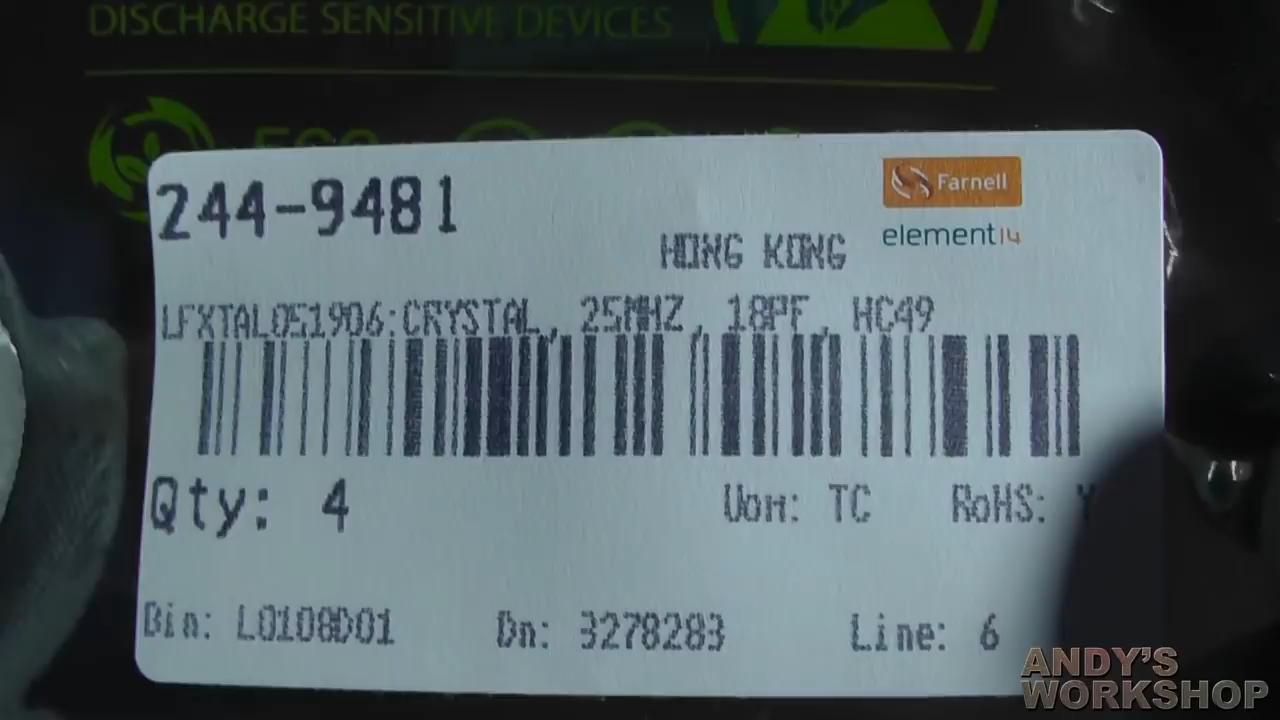 DISCHARGE SENSITIVE DEVICES
244-9481
Farnell
element14
HONG KONG
LFXTAL051906:CRYSTAL, 25MHZ, 18PF, HC49
Qty: 4
UoM: TC RoHS: Y
Bin: L0108D01 Dn: 3278283 Line: 6
ANDY'S
WORKSHOP